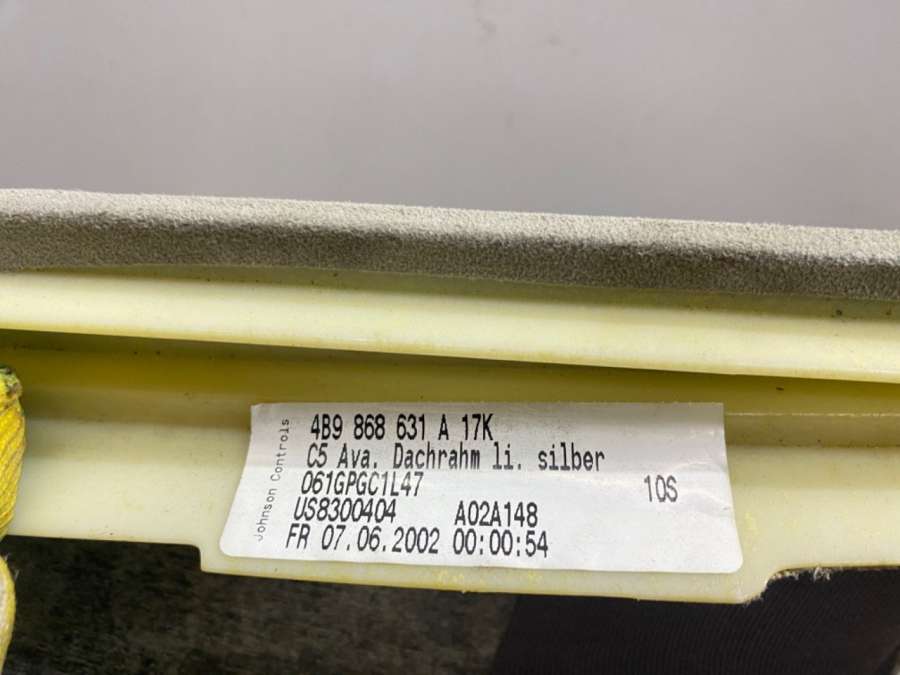 Johnson Controls
4B9 868 631 A 17K
C5 Ava. Dachrahm li. silber
061GPGC1L47 10S
US8300404 A02A148
FR 07.06.2002 00:00:54